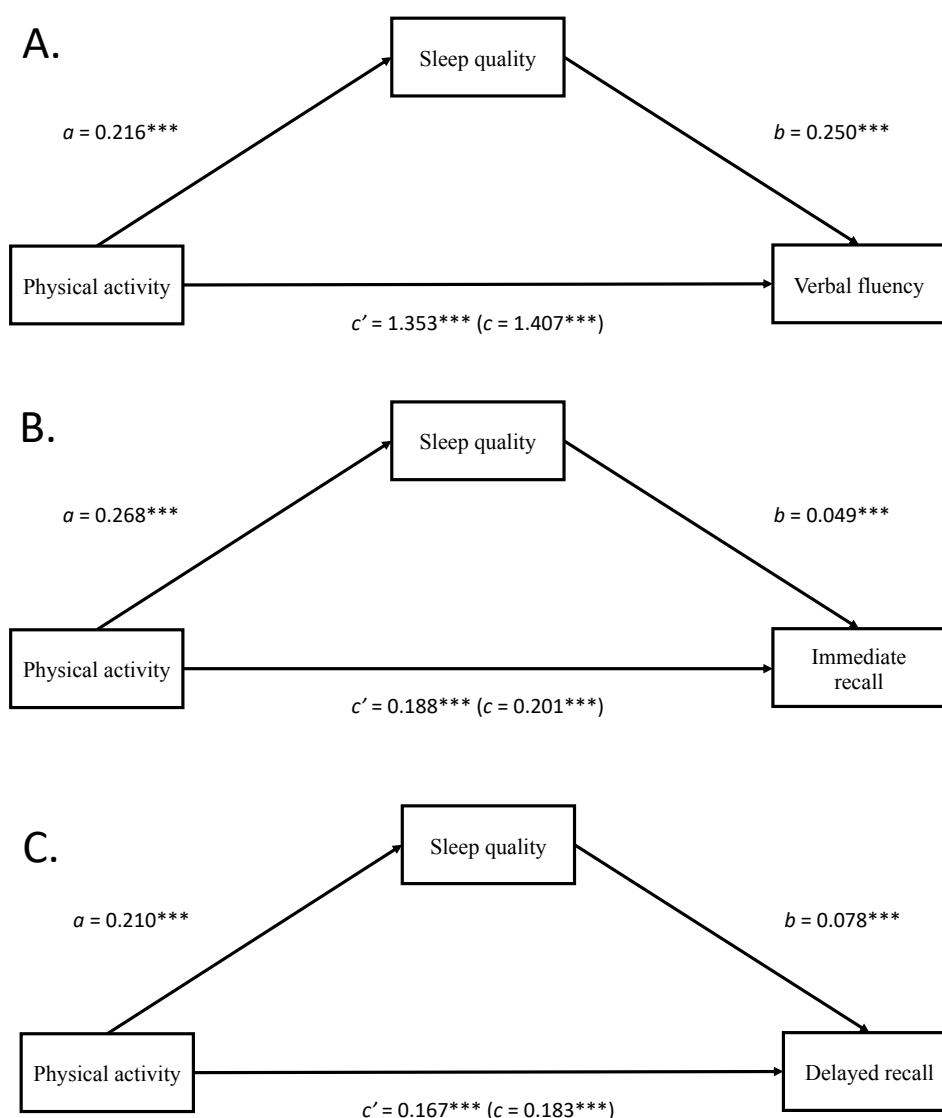 A.
Sleep quality
a = 0.216***
b = 0.250***
Physical activity
Verbal fluency
c′ = 1.353*** (c = 1.407***)
B.
Sleep quality
a = 0.268***
b = 0.049***
Physical activity
Immediate
recall
c′ = 0.188*** (c = 0.201***)
C.
Sleep quality
a = 0.210***
b = 0.078***
Physical activity
Delayed recall
c′ = 0.167*** (c = 0.183***)